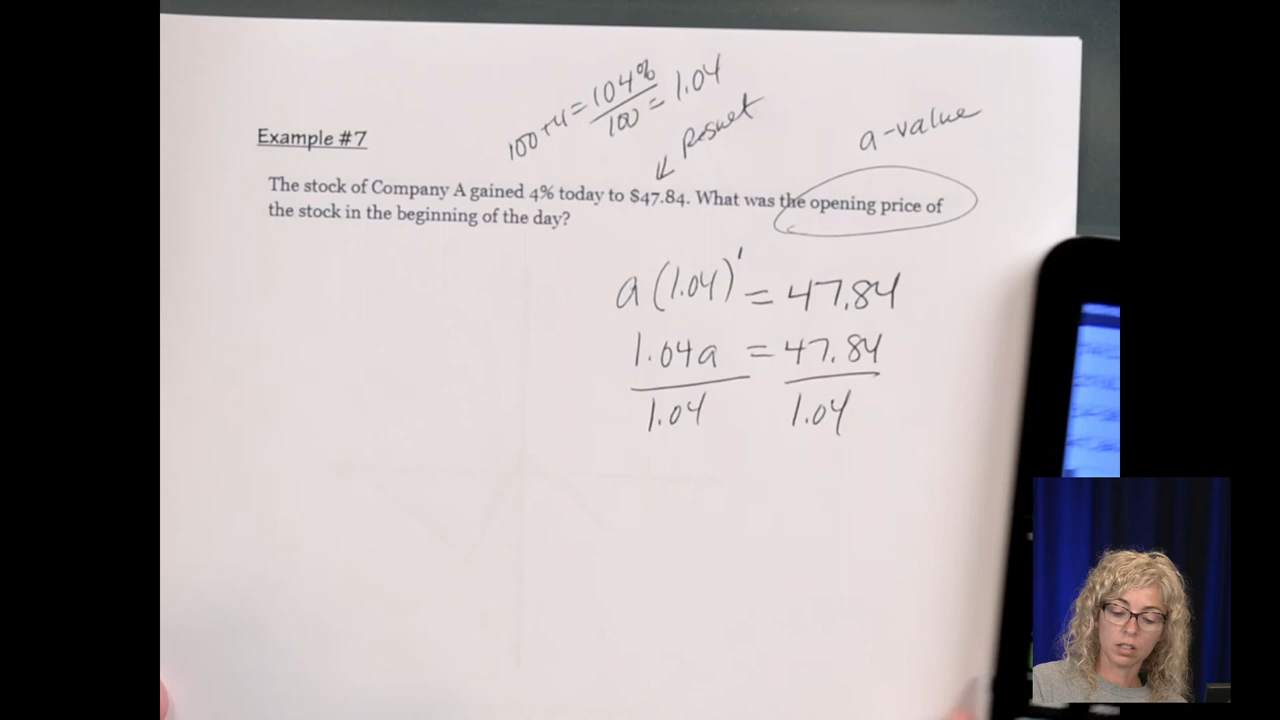 100+4 = 104% / 100 = 1.04
Result
a-value
Example #7
The stock of Company A gained 4% today to $47.84. What was the opening price of
the stock in the beginning of the day?
a(1.04)¹ = 47.84
1.04a = 47.84
1.04 1.04